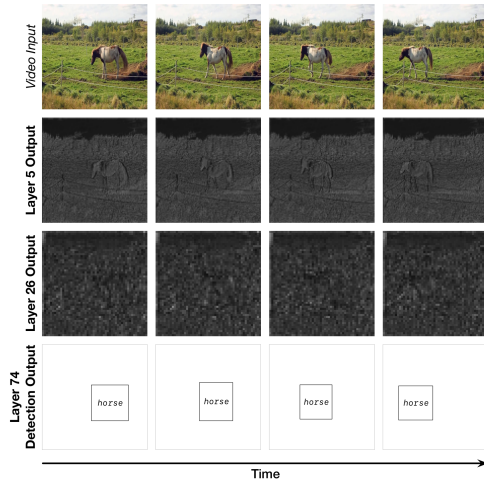 Video Input
Layer 5 Output
Layer 26 Output
Layer 74
Detection Output
horse
horse
horse
horse
Time